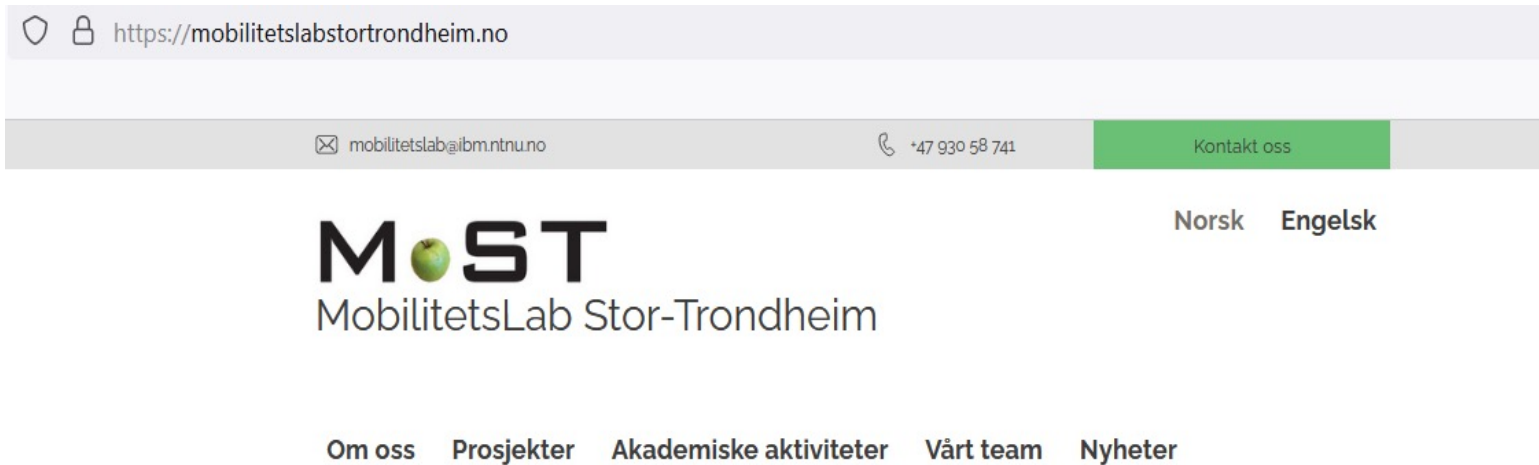 https://mobilitetslabstortrondheim.no
mobilitetslab@ibm.ntnu.no +47 930 58 741 Kontakt oss
Norsk Engelsk
M ST
MobilitetsLab Stor-Trondheim
Om oss Prosjekter Akademiske aktiviteter Vårt team Nyheter